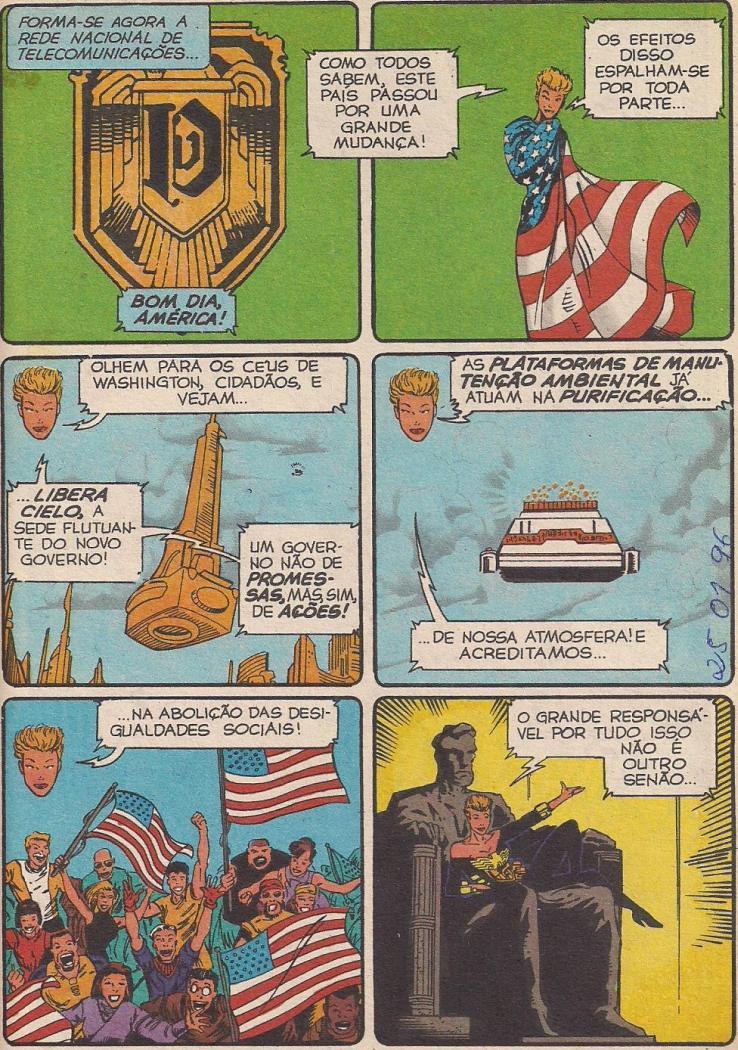 FORMA-SE AGORA A
REDE NACIONAL DE
TELECOMUNICAÇÕES...
D
BOM DIA,
AMÉRICA!
COMO TODOS
SABEM, ESTE
PAÍS PASSOU
POR UMA
GRANDE
MUDANÇA!
OS EFEITOS
DISSO
ESPALHAM-SE
POR TODA
PARTE...
OLHEM PARA OS CÉUS DE
WASHINGTON, CIDADÃOS, E
VEJAM...
...LIBERA
CIELO, A
SEDE FLUTUAN-
TE DO NOVO
GOVERNO!
UM GOVER-
NO NÃO DE
PROMES-
SAS, MAS, SIM,
DE AÇÕES!
AS PLATAFORMAS DE MANU-
TENÇÃO AMBIENTAL JÁ
ATUAM NA PURIFICAÇÃO...
...DE NOSSA ATMOSFERA! E
ACREDITAMOS...
25 01 96
...NA ABOLIÇÃO DAS DESI-
GUALDADES SOCIAIS!
O GRANDE RESPONSÁ-
VEL POR TUDO ISSO
NÃO É
OUTRO
SENÃO...